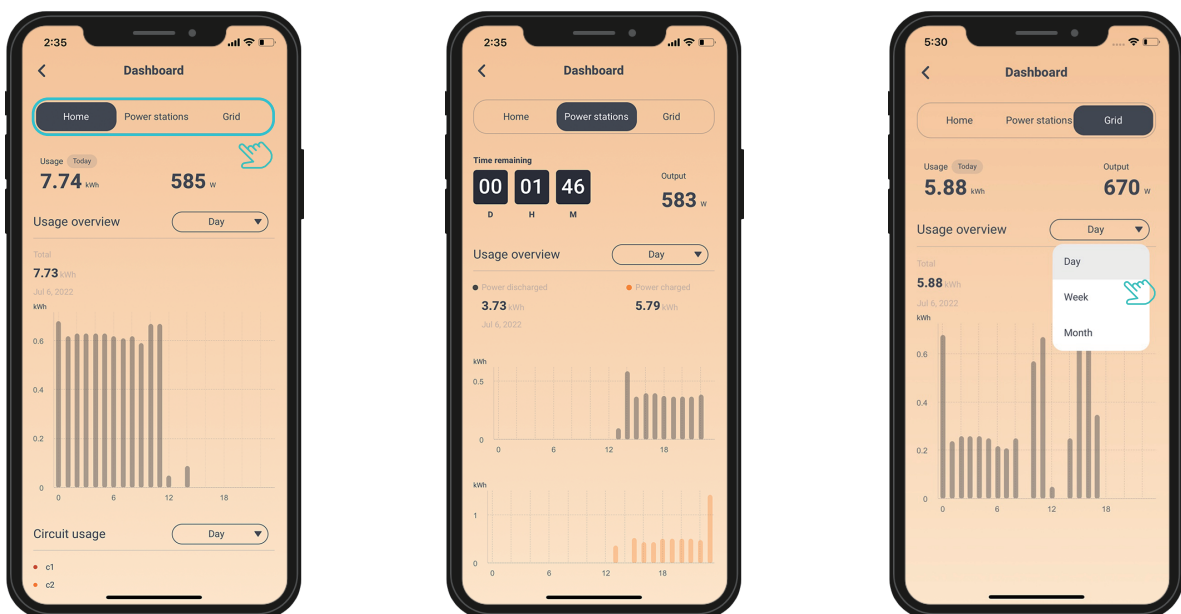 2:35
Dashboard
Home Power stations Grid
Usage Today
7.74 kWh 585 w
Usage overview Day
Total
7.73 kWh
Jul 6, 2022
kWh
0.6
0.4
0.2
0
0 6 12 18
Circuit usage Day
c1
c2
2:35
Dashboard
Home Power stations Grid
Time remaining
00 01 46
D H M
Output
583 w
Usage overview Day
Power discharged Power charged
3.73 kWh 5.79 kWh
Jul 6, 2022
kWh
0.5
0
0 6 12 18
kWh
1
0
0 6 12 18
5:30
Dashboard
Home Power stations Grid
Usage Today Output
5.88 kWh 670 w
Usage overview Day
Day
Week
Month
Total
5.88 kWh
Jul 6, 2022
kWh
0.6
0.4
0.2
0
0 6 12 18